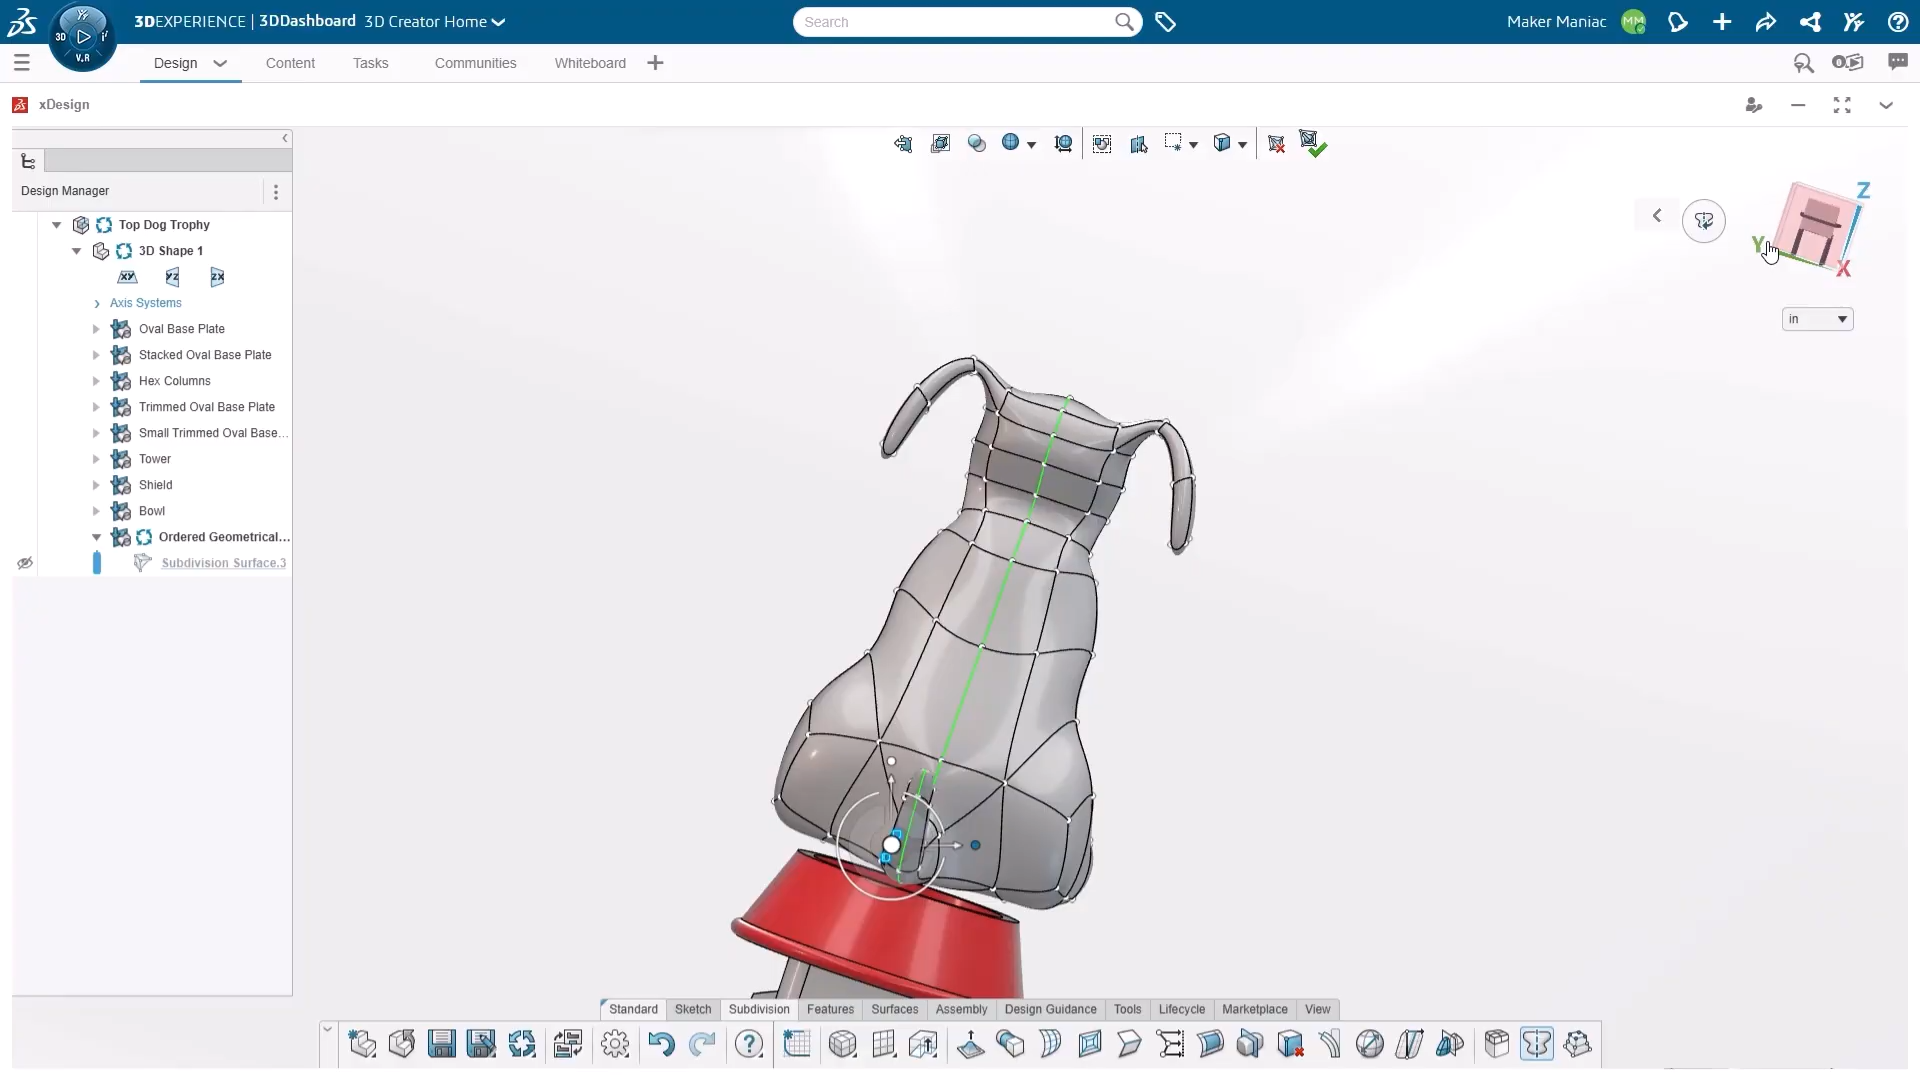 3DEXPERIENCE | 3DDashboard 3D Creator Home
Search
Maker Maniac MM
3D V.R
Design Content Tasks Communities Whiteboard
xDesign
Design Manager
Top Dog Trophy
3D Shape 1
XY YZ ZX
Axis Systems
Oval Base Plate
Stacked Oval Base Plate
Hex Columns
Trimmed Oval Base Plate
Small Trimmed Oval Base...
Tower
Shield
Bowl
Ordered Geometrical...
Subdivision Surface.3
Z
Y
X
in
Standard Sketch Subdivision Features Surfaces Assembly Design Guidance Tools Lifecycle Marketplace View